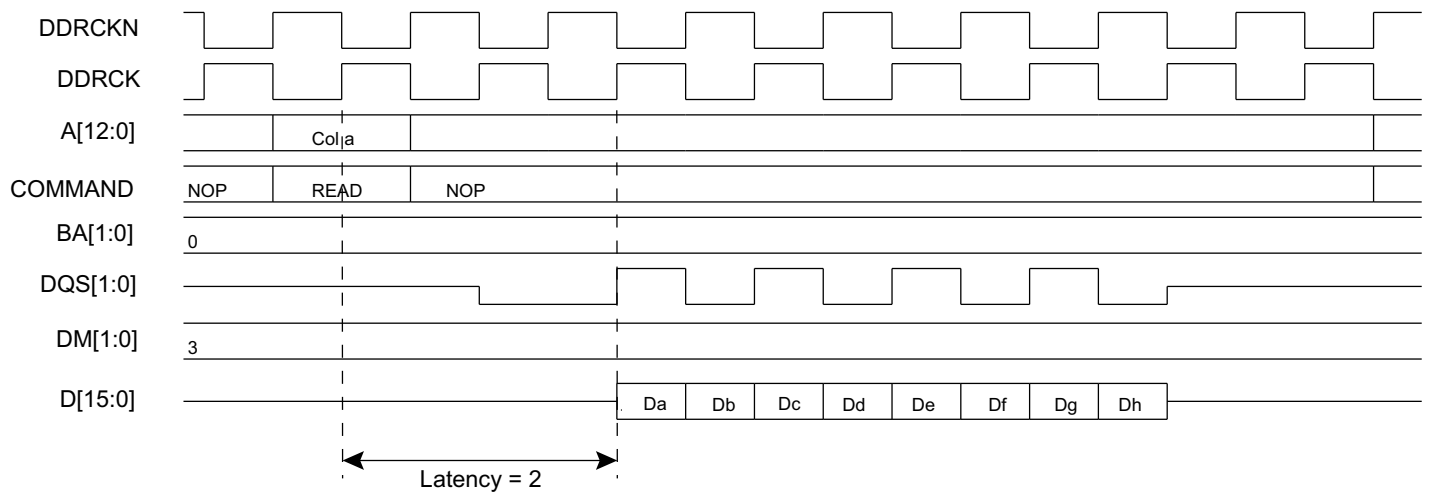 DDRCKN
DDRCK
A[12:0]
Col a
COMMAND
NOP READ NOP
BA[1:0]
0
DQS[1:0]
DM[1:0]
3
D[15:0]
Da Db Dc Dd De Df Dg Dh
Latency = 2